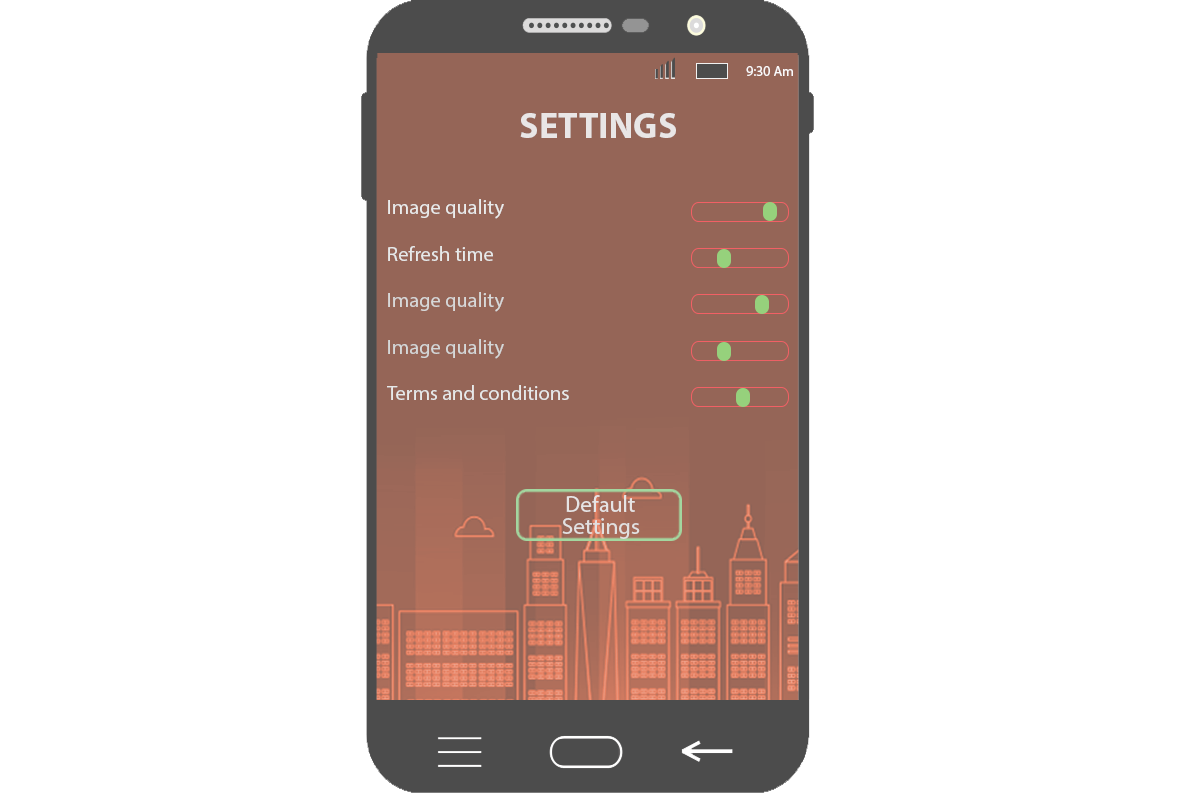 9:30 Am
SETTINGS
Image quality
Refresh time
Image quality
Image quality
Terms and conditions
Default
Settings